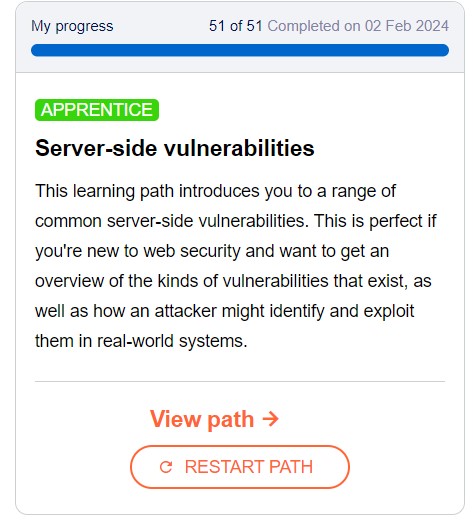 My progress 51 of 51 Completed on 02 Feb 2024
APPRENTICE
Server-side vulnerabilities
This learning path introduces you to a range of
common server-side vulnerabilities. This is perfect if
you're new to web security and want to get an
overview of the kinds of vulnerabilities that exist, as
well as how an attacker might identify and exploit
them in real-world systems.
View path →
RESTART PATH